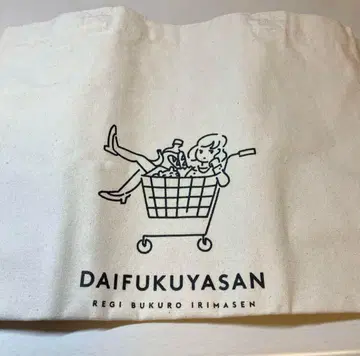 DAIFUKUYASAN
REGI BUKURO IRIMASEN